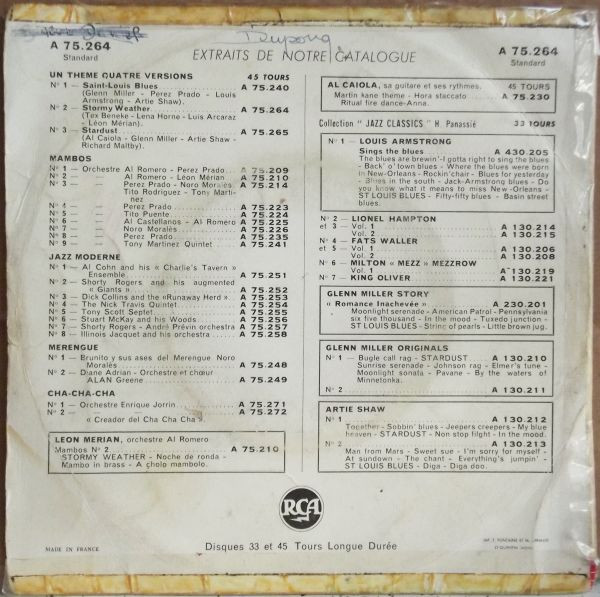 Dupong
A 75.264
Standard
EXTRAITS DE NOTRE CATALOGUE
A 75.264
Standard
UN THEME QUATRE VERSIONS 45 TOURS
N° 1 — Saint-Louis Blues A 75.240
(Glenn Miller - Perez Prado - Louis
Armstrong - Artie Shaw).
N° 2 — Stormy Weather A 75.264
(Tex Beneke - Lena Horne - Luis Arcaraz
- Léon Mérian).
N° 3 — Stardust A 75.265
(Al Caiola - Glenn Miller - Artie Shaw -
Richard Maltby).
MAMBOS
N° 1 — Orchestre Al Romero - Perez Prado A 75.209
N° 2 — — Al Romero - Léon Mérian A 75.210
N° 3 — — Perez Prado - Noro Moralès A 75.214
Tito Rodriguez - Tony Marti-
nez
N° 4 — — Perez Prado A 75.223
N° 5 — — Tito Puente A 75.224
N° 6 — — Al Castellanos - Al Romero A 75.225
N° 7 — — Noro Moralès A 75.226
N° 8 — — Perez Prado A 75.235
N° 9 — — Tony Martinez Quintet A 75.241
JAZZ MODERNE
N° 1 — Al Cohn and his « Charlie's Tavern »
Ensemble A 75.251
N° 2 — Shorty Rogers and his augmented
« Giants » A 75.252
N° 3 — Dick Collins and the «Runaway Herd » A 75.253
N° 4 — The Nick Travis Quintet A 75.254
N° 5 — Tony Scott Septet A 75.255
N° 6 — Stuart McKay and his Woods A 75.256
N° 7 — Shorty Rogers - André Prévin orchestra A 75.257
N° 8 — Illinois Jacquet and his orchestra A 75.258
MERENGUE
N° 1 — Brunito y sus ases del Merengue Noro
Moralès A 75.248
N° 2 — Diane Adrian - Orchestre et chœur
ALAN Greene A 75.249
CHA-CHA-CHA
N° 1 — Orchestre Enrique Jorrin A 75.271
N° 2 — — — A 75.272
« Creador del Cha Cha Cha »
LEON MERIAN, orchestre Al Romero
Mambos N° 2 A 75.210
STORMY WEATHER - Noche de ronda -
Mambo in brass - A cholo mambolo.
AL CAIOLA, sa guitare et ses rythmes. 45 TOURS
Martin kane theme - Hora staccato A 75.230
Ritual fire dance-Anna.
Collection " JAZZ CLASSICS " H. Panassié 33 TOURS
N° 1 — LOUIS ARMSTRONG
Sings the blues A 430.205
The blues are brewin'-I gotta right to sing the blues
- Back' o' town blues - Where the blues were born
in New-Orleans - Rockin'chair - Blues for yesterday
- Blues in the south - Jack-Armstrong blues - Do
you know what it means to miss New-Orleans -
ST LOUIS BLUES - Fifty-fifty blues - Basin street
blues.
N° 2 — LIONEL HAMPTON
et 3 — Vol. 1 A 130.214
Vol. 2 A 130.215
N° 4 — FATS WALLER
et 5 — Vol. 1 A 130.206
Vol. 2 A 130.208
N° 6 — MILTON « MEZZ » MEZZROW
Vol. 1 A 130.219
N° 7 — KING OLIVER A 130.221
GLENN MILLER STORY
« Romance Inachevée » A 230.201
Moonlight serenade - American Patrol - Pennsylvania
six five thousand - In the mood - Tuxedo junction -
ST LOUIS BLUES - String of pearls - Little brown jug.
GLENN MILLER ORIGINALS
N° 1 — Bugle call rag - STARDUST A 130.210
Sunrise serenade - Johnson rag - Elmer's tune -
Moonlight sonata - Pavane - By the waters of
Minnetonka.
N° 2 A 130.211
ARTIE SHAW
N° 1 A 130.212
Together - Sobbin' blues - Jeepers creepers - My blue
heaven - STARDUST - Non stop flight - In the mood.
N° 2 A 130.213
Man from Mars - Sweet sue - I'm sorry for myself -
At sundown - The chant - Everything's jumpin' -
ST LOUIS BLUES - Diga - Diga doo.
RCA
MADE IN FRANCE
Disques 33 et 45 Tours Longue Durée